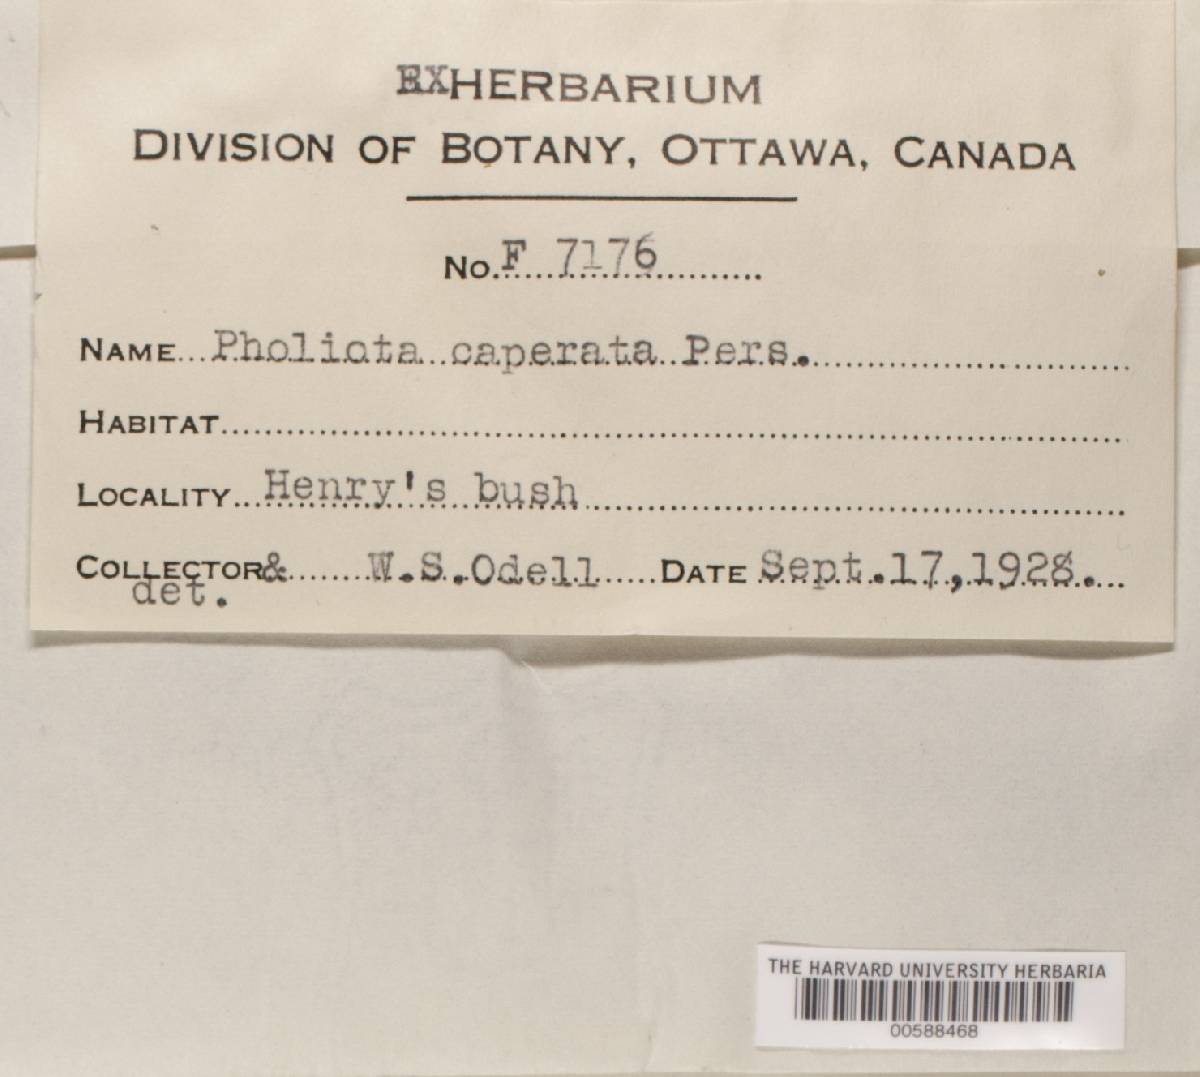 EX HERBARIUM
DIVISION OF BOTANY, OTTAWA, CANADA
No. F 7176
NAME Pholiota caperata Pers.
HABITAT
LOCALITY Henry's bush
COLLECTOR & W.S.Odell DATE Sept.17,1928.
det.
THE HARVARD UNIVERSITY HERBARIA
00588468